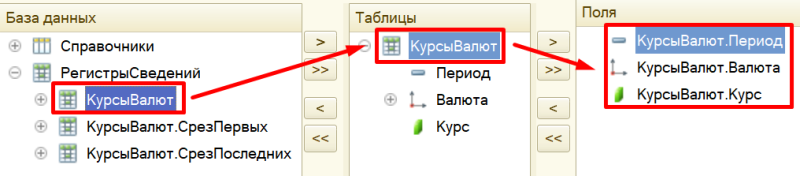 База данных
Справочники
РегистрыСведений
КурсыВалют
КурсыВалют.СрезПервых
КурсыВалют.СрезПоследних
>
>>
<
<<
Таблицы
КурсыВалют
Период
Валюта
Курс
>
>>
<
<<
Поля
КурсыВалют.Период
КурсыВалют.Валюта
КурсыВалют.Курс